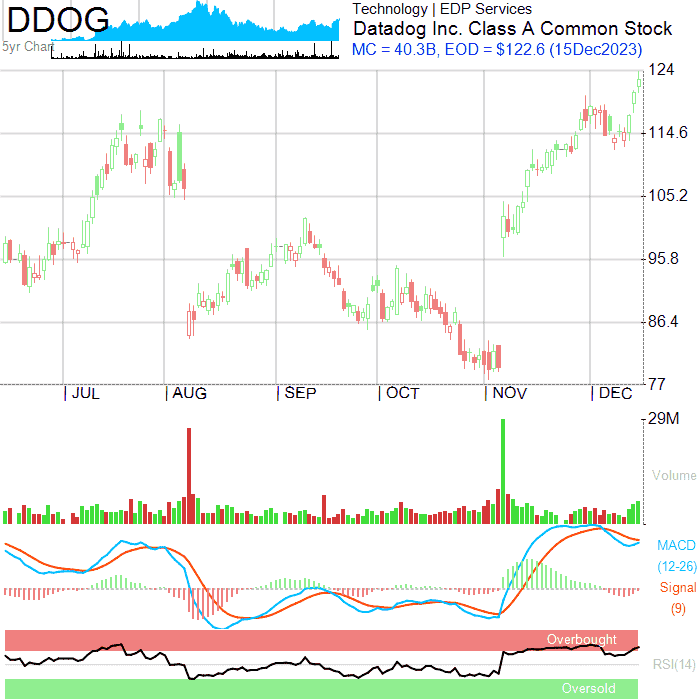 DDOG
5yr Chart
Technology | EDP Services
Datadog Inc. Class A Common Stock
MC = 40.3B, EOD = $122.6 (15Dec2023)
124
114.6
105.2
95.8
86.4
77
| JUL | AUG | SEP | OCT | NOV | DEC
29M
Volume
MACD
(12-26)
Signal
(9)
Overbought
RSI(14)
Oversold